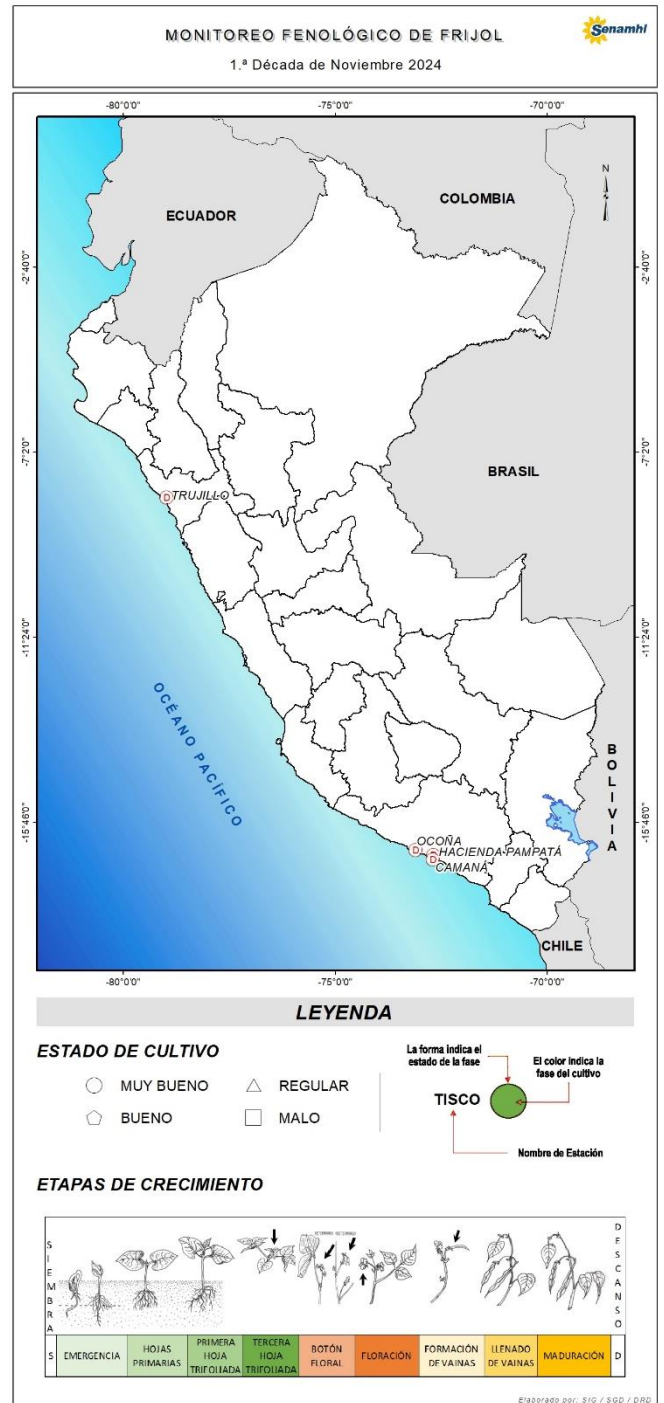 MONITOREO FENOLÓGICO DE FRIJOL
Senamhi
1.ª Década de Noviembre 2024
-80°0'0" -75°0'0" -70°0'0"
N
COLOMBIA
ECUADOR
-2°40' -2°40'
BRASIL
-7°2'0" -7°2'0"
D TRUJILLO
-11°24'0" -11°24'0"
OCÉANO PACÍFICO
BOLIVIA
-15°46'0" -15°46'0"
D OCOÑA
D HACIENDA PAMPATÁ
D CAMANÁ
CHILE
-80°0'0" -75°0'0" -70°0'0"
LEYENDA
ESTADO DE CULTIVO
MUY BUENO REGULAR
BUENO MALO
La forma indica el
estado de la fase
El color indica la
fase del cultivo
TISCO
Nombre de Estación
ETAPAS DE CRECIMIENTO
SIEMBRA
DESCANSO
S
EMERGENCIA
HOJAS
PRIMARIAS
PRIMERA
HOJA
TRIFOLIADA
TERCERA
HOJA
TRIFOLIADA
BOTÓN
FLORAL
FLORACIÓN
FORMACIÓN
DE VAINAS
LLENADO
DE VAINAS
MADURACIÓN
D
Elaborado por: SIG / SGD / DRD